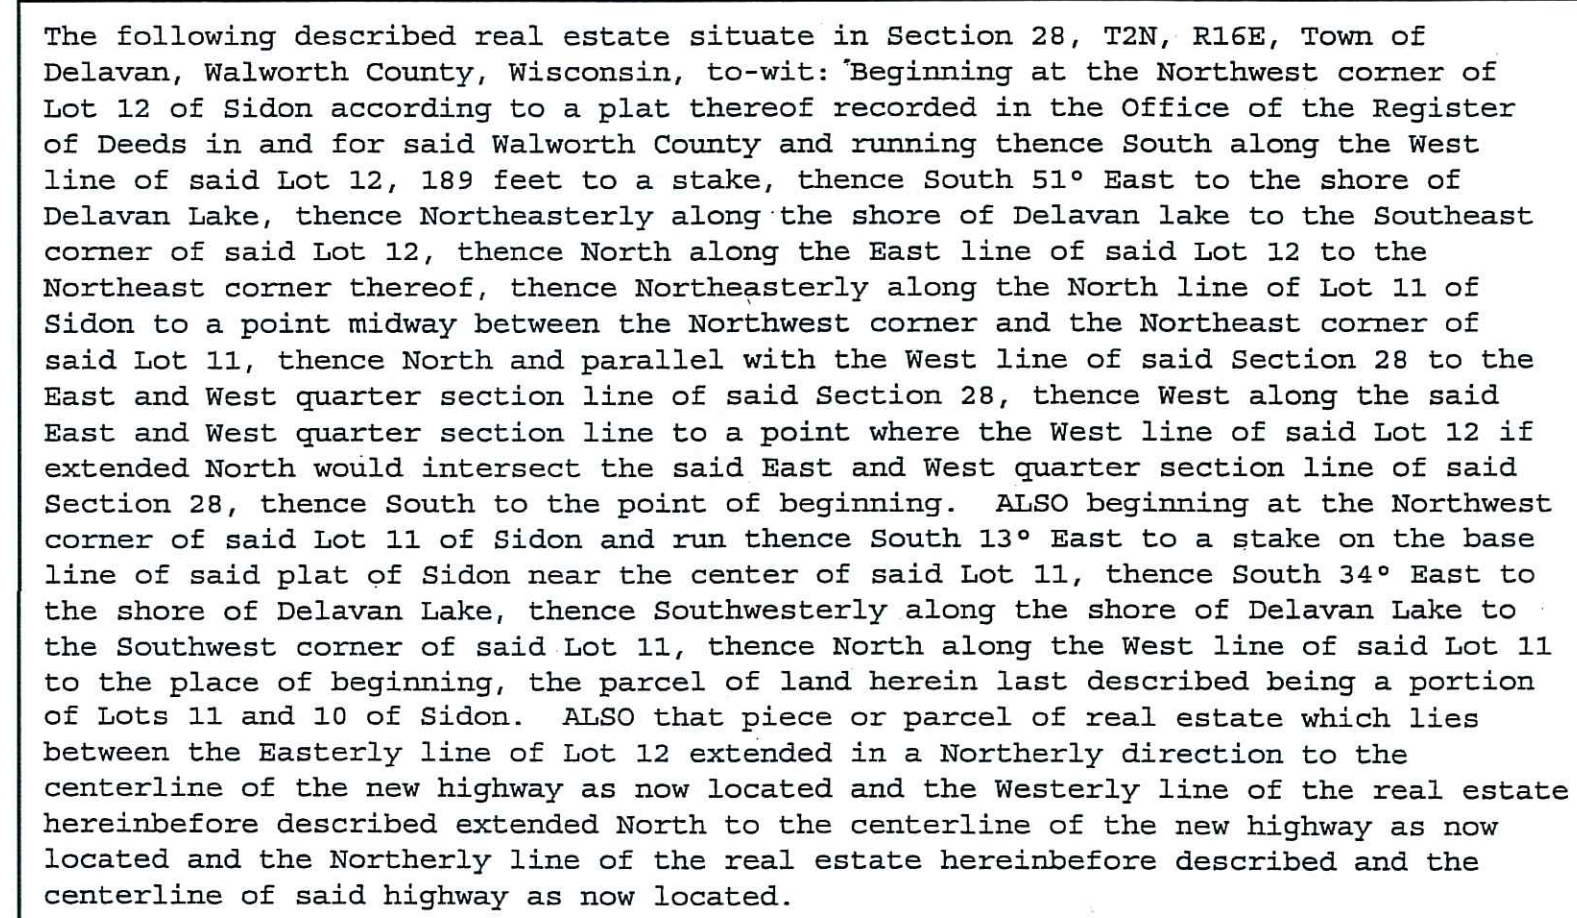 The following described real estate situate in Section 28, T2N, R16E, Town of
Delavan, Walworth County, Wisconsin, to-wit: Beginning at the Northwest corner of
Lot 12 of Sidon according to a plat thereof recorded in the Office of the Register
of Deeds in and for said Walworth County and running thence South along the West
line of said Lot 12, 189 feet to a stake, thence South 51° East to the shore of
Delavan Lake, thence Northeasterly along the shore of Delavan lake to the Southeast
corner of said Lot 12, thence North along the East line of said Lot 12 to the
Northeast corner thereof, thence Northeasterly along the North line of Lot 11 of
Sidon to a point midway between the Northwest corner and the Northeast corner of
said Lot 11, thence North and parallel with the West line of said Section 28 to the
East and West quarter section line of said Section 28, thence West along the said
East and West quarter section line to a point where the West line of said Lot 12 if
extended North would intersect the said East and West quarter section line of said
Section 28, thence South to the point of beginning.  ALSO beginning at the Northwest
corner of said Lot 11 of Sidon and run thence South 13° East to a stake on the base
line of said plat of Sidon near the center of said Lot 11, thence South 34° East to
the shore of Delavan Lake, thence Southwesterly along the shore of Delavan Lake to
the Southwest corner of said Lot 11, thence North along the West line of said Lot 11
to the place of beginning, the parcel of land herein last described being a portion
of Lots 11 and 10 of Sidon.  ALSO that piece or parcel of real estate which lies
between the Easterly line of Lot 12 extended in a Northerly direction to the
centerline of the new highway as now located and the Westerly line of the real estate
hereinbefore described extended North to the centerline of the new highway as now
located and the Northerly line of the real estate hereinbefore described and the
centerline of said highway as now located.